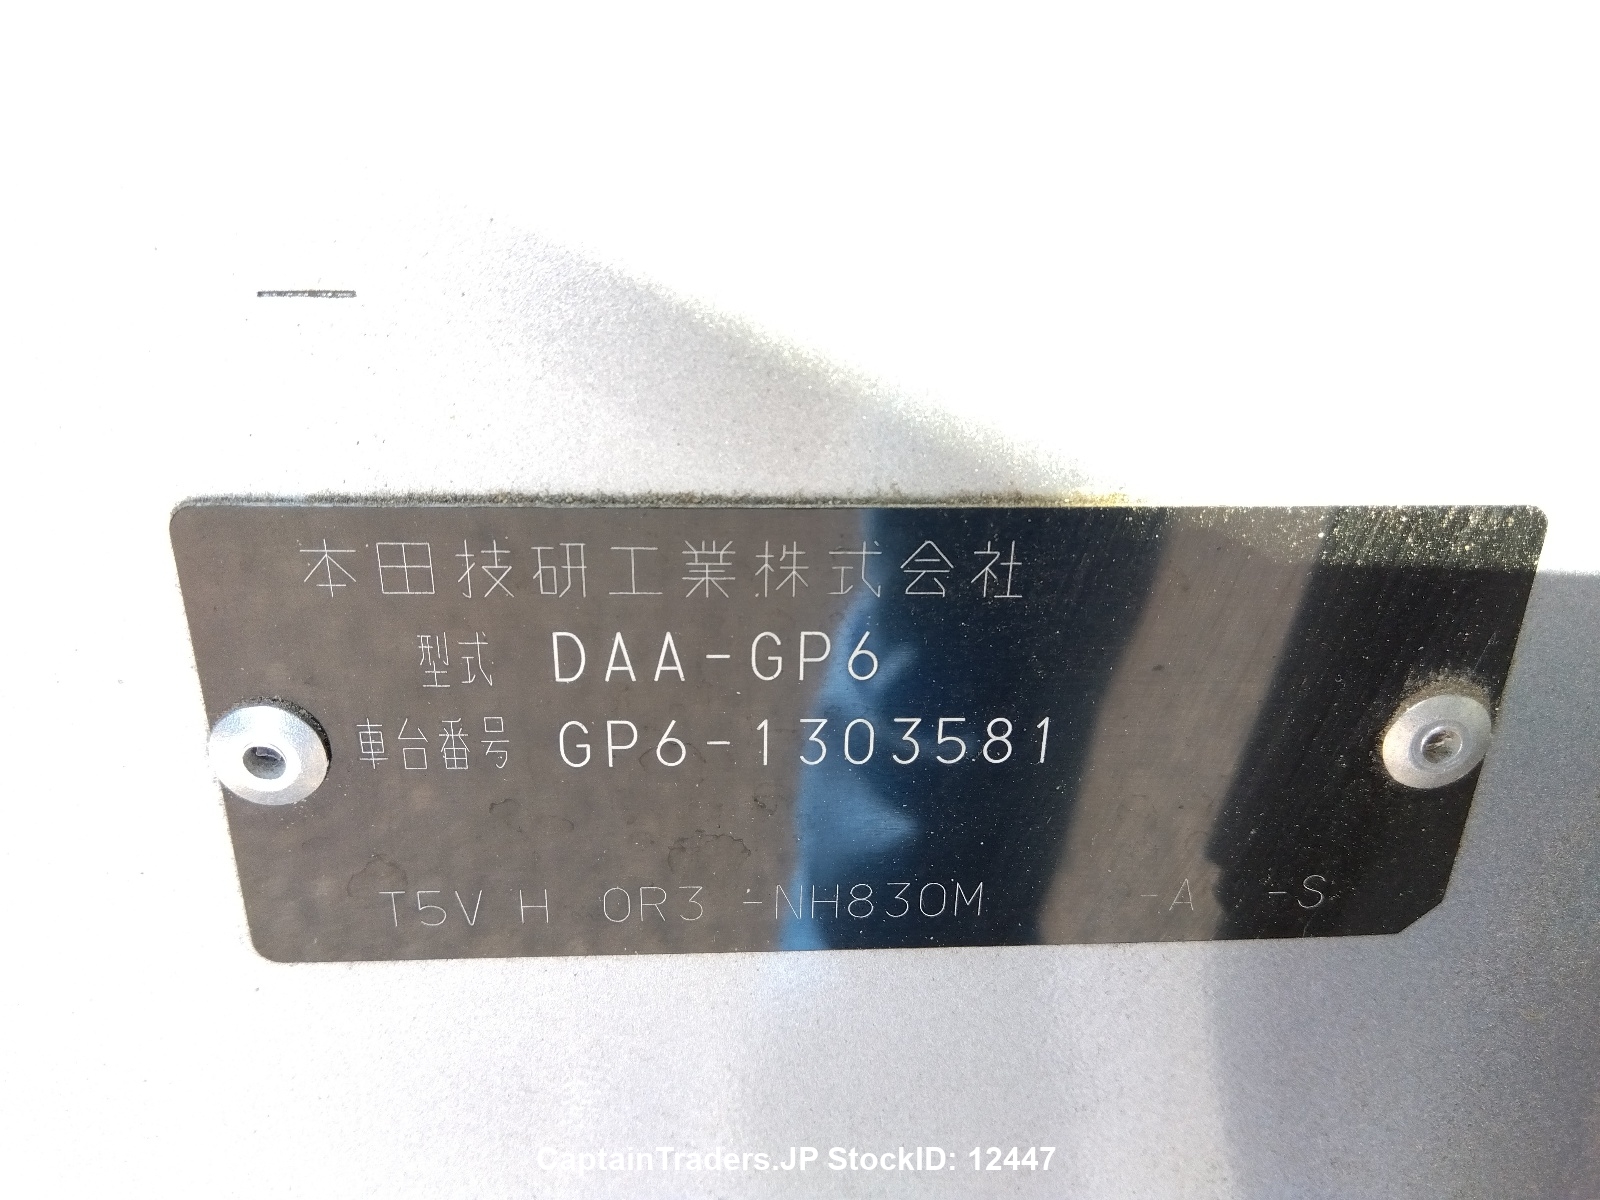 本田技研工業株式会社
型式 DAA-GP6
車台番号 GP6-1303581
T5V H 0R3 -NH830M -A -S
CaptainTraders.JP StockID: 12447